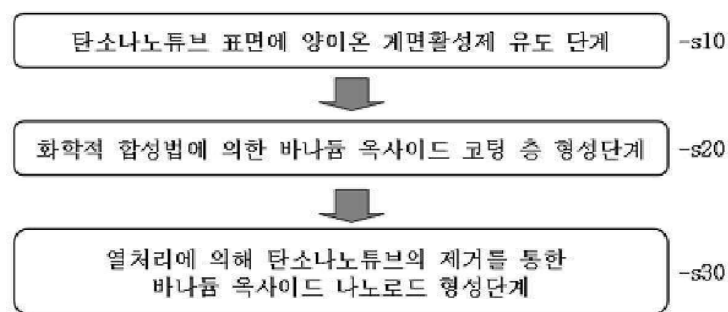 탄소나노튜브 표면에 양이온 계면활성제 유도 단계 -s10
화학적 합성법에 의한 바나듐 옥사이드 코팅 층 형성단계 -s20
열처리에 의해 탄소나노튜브의 제거를 통한
바나듐 옥사이드 나노로드 형성단계 -s30